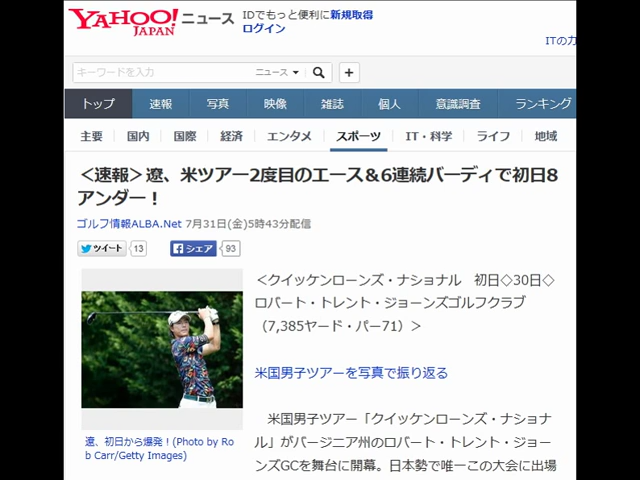 YAHOO! JAPAN ニュース
IDでもっと便利に新規取得
ログイン
ITの力
キーワードを入力 ニュース
トップ 速報 写真 映像 雑誌 個人 意識調査 ランキング
主要 国内 国際 経済 エンタメ スポーツ IT・科学 ライフ 地域
＜速報＞遼、米ツアー2度目のエース＆6連続バーディで初日8
アンダー！
ゴルフ情報ALBA.Net 7月31日(金)5時43分配信
ツイート 13 シェア 93
＜クイッケンローンズ・ナショナル 初日◇30日◇
ロバート・トレント・ジョーンズゴルフクラブ
（7,385ヤード・パー71）＞
米国男子ツアーを写真で振り返る
米国男子ツアー「クイッケンローンズ・ナショナ
ル」がバージニア州のロバート・トレント・ジョー
ンズGCを舞台に開幕。日本勢で唯一この大会に出場
遼、初日から爆発！(Photo by Ro
b Carr/Getty Images)